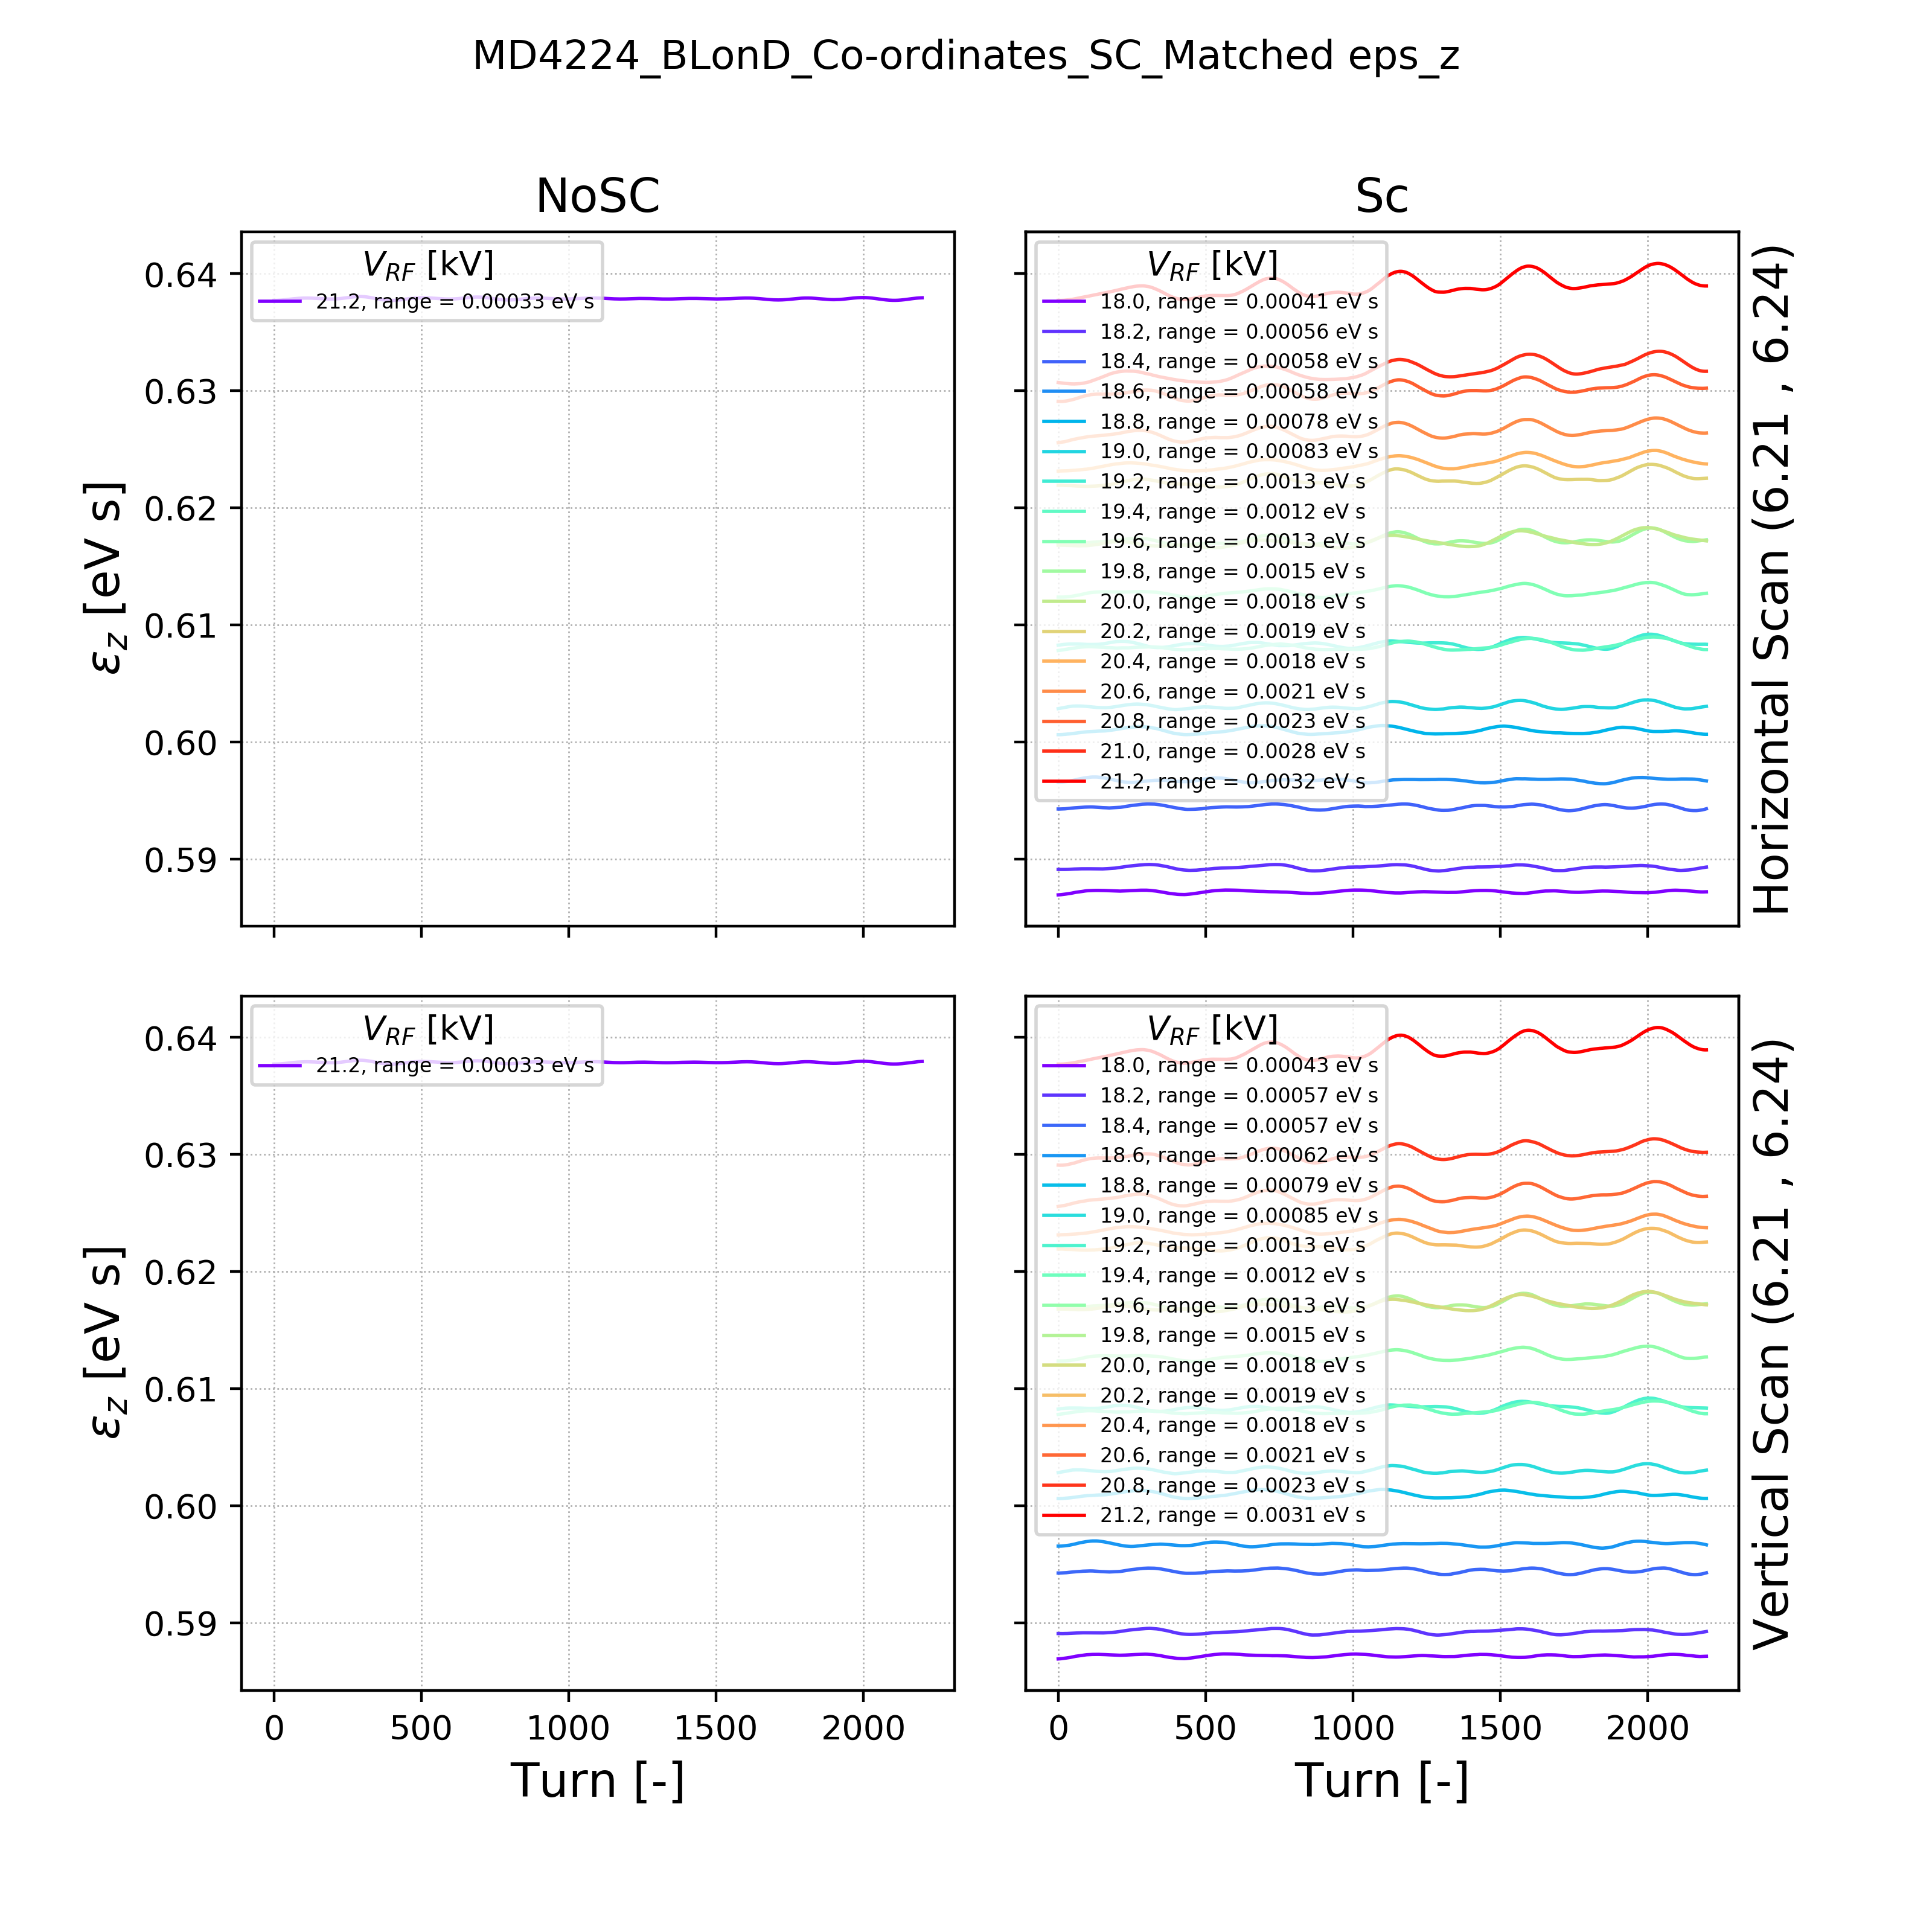 MD4224_BLonD_Co-ordinates_SC_Matched eps_z
NoSC
Sc
0.64
0.63
0.62
0.61
0.60
0.59
ε_z [eV s]
V_RF [kV]
21.2, range = 0.00033 eV s
V_RF [kV]
18.0, range = 0.00041 eV s
18.2, range = 0.00056 eV s
18.4, range = 0.00058 eV s
18.6, range = 0.00058 eV s
18.8, range = 0.00078 eV s
19.0, range = 0.00083 eV s
19.2, range = 0.0013 eV s
19.4, range = 0.0012 eV s
19.6, range = 0.0013 eV s
19.8, range = 0.0015 eV s
20.0, range = 0.0018 eV s
20.2, range = 0.0019 eV s
20.4, range = 0.0018 eV s
20.6, range = 0.0021 eV s
20.8, range = 0.0023 eV s
21.0, range = 0.0028 eV s
21.2, range = 0.0032 eV s
Horizontal Scan (6.21 , 6.24)
0.64
0.63
0.62
0.61
0.60
0.59
ε_z [eV s]
V_RF [kV]
21.2, range = 0.00033 eV s
0
500
1000
1500
2000
Turn [-]
V_RF [kV]
18.0, range = 0.00043 eV s
18.2, range = 0.00057 eV s
18.4, range = 0.00057 eV s
18.6, range = 0.00062 eV s
18.8, range = 0.00079 eV s
19.0, range = 0.00085 eV s
19.2, range = 0.0013 eV s
19.4, range = 0.0012 eV s
19.6, range = 0.0013 eV s
19.8, range = 0.0015 eV s
20.0, range = 0.0018 eV s
20.2, range = 0.0019 eV s
20.4, range = 0.0018 eV s
20.6, range = 0.0021 eV s
20.8, range = 0.0023 eV s
21.2, range = 0.0031 eV s
0
500
1000
1500
2000
Turn [-]
Vertical Scan (6.21 , 6.24)